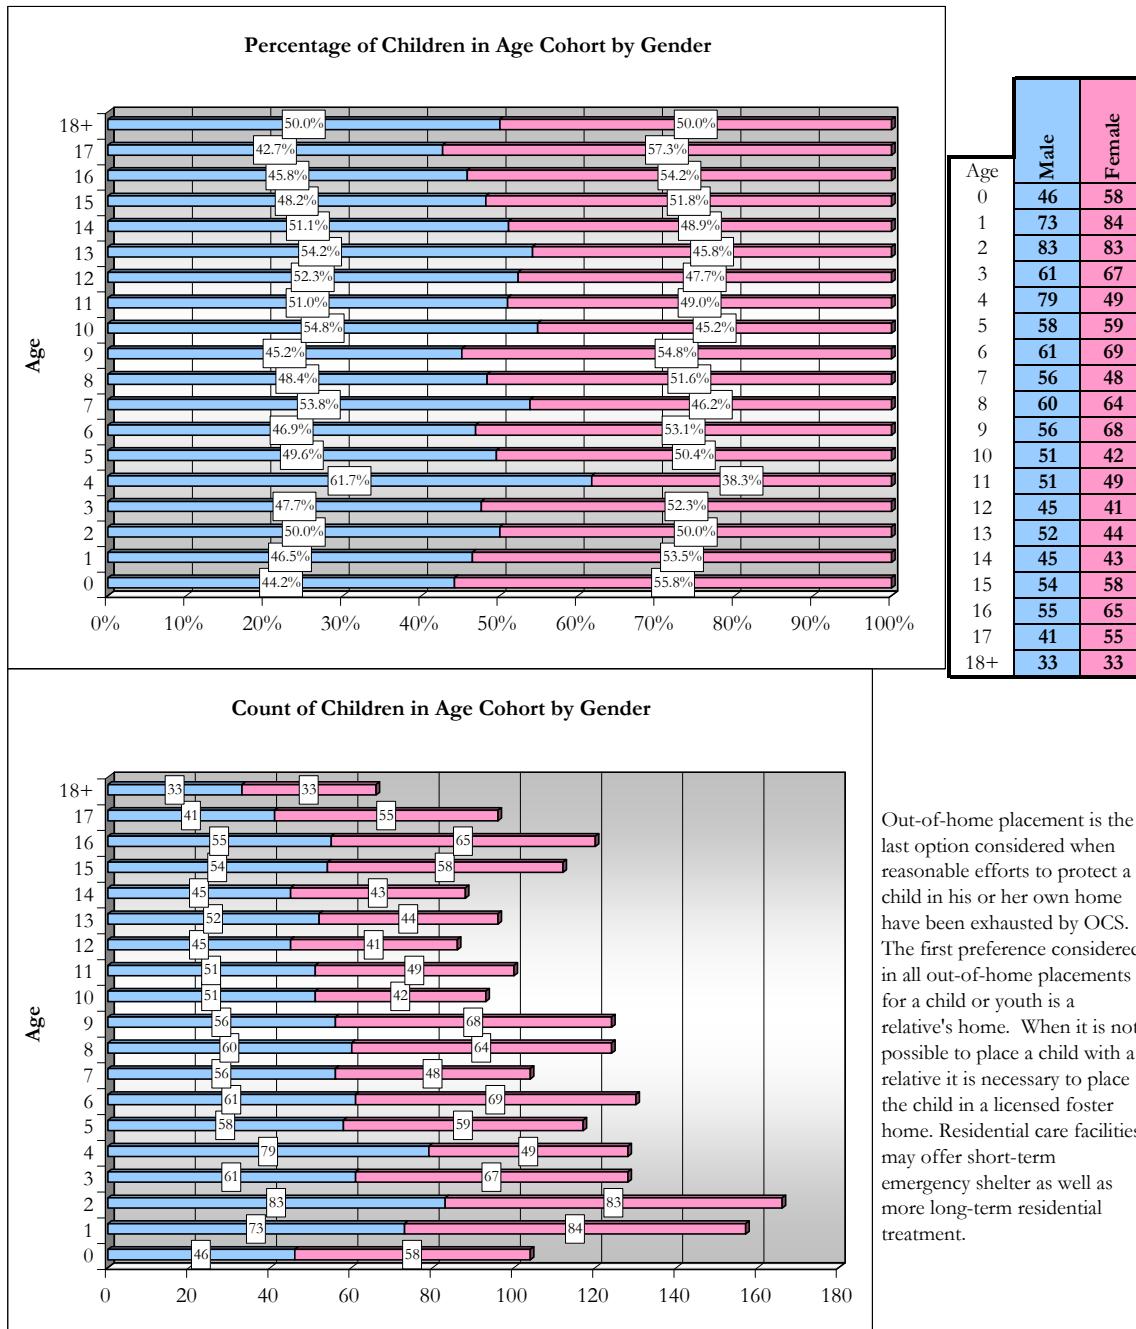 Percentage of Children in Age Cohort by Gender
Age
18+ 50.0% 50.0%
17 42.7% 57.3%
16 45.8% 54.2%
15 48.2% 51.8%
14 51.1% 48.9%
13 54.2% 45.8%
12 52.3% 47.7%
11 51.0% 49.0%
10 54.8% 45.2%
9 45.2% 54.8%
8 48.4% 51.6%
7 53.8% 46.2%
6 46.9% 53.1%
5 49.6% 50.4%
4 61.7% 38.3%
3 47.7% 52.3%
2 50.0% 50.0%
1 46.5% 53.5%
0 44.2% 55.8%
0% 10% 20% 30% 40% 50% 60% 70% 80% 90% 100%
Age Male Female
0 46 58
1 73 84
2 83 83
3 61 67
4 79 49
5 58 59
6 61 69
7 56 48
8 60 64
9 56 68
10 51 42
11 51 49
12 45 41
13 52 44
14 45 43
15 54 58
16 55 65
17 41 55
18+ 33 33
Count of Children in Age Cohort by Gender
Age
18+ 33 33
17 41 55
16 55 65
15 54 58
14 45 43
13 52 44
12 45 41
11 51 49
10 51 42
9 56 68
8 60 64
7 56 48
6 61 69
5 58 59
4 79 49
3 61 67
2 83 83
1 73 84
0 46 58
0 20 40 60 80 100 120 140 160 180
Out-of-home placement is the
last option considered when
reasonable efforts to protect a
child in his or her own home
have been exhausted by OCS.
The first preference considered
in all out-of-home placements
for a child or youth is a
relative's home. When it is not
possible to place a child with a
relative it is necessary to place
the child in a licensed foster
home. Residential care facilities
may offer short-term
emergency shelter as well as
more long-term residential
treatment.